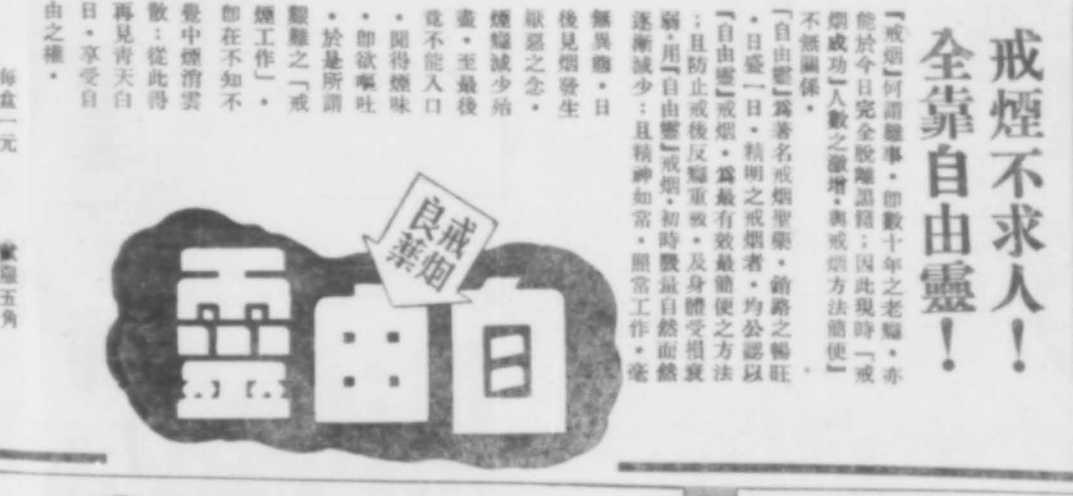 戒煙不求人！
全靠自由靈！
「戒烟」何謂難事・卽數十年之老癮・亦
能於今日完全脫離黑籍；因此現時「戒
烟成功」人數之激增・與戒烟方法簡便」
不無關係・
「自由靈」爲著名戒烟聖藥・銷路之暢旺
・日盛一日・精明之戒烟者・均公認以
「自由靈」戒烟・爲最有效最簡便之方法
；且防止戒後反癮重發・及身體受損衰
弱・用「自由靈」戒烟・初時癮量自然而然
逐漸減少：且精神如常・照常工作・毫
無異態・日
後見烟發生
厭惡之念・
煙癮減少殆
盡・至最後
竟不能入口
・聞得煙味
・卽欲嘔吐
・於是所謂
艱難之「戒
煙工作」・
卽在不知不
覺中煙消雲
散：從此得
再見靑天白
日・享受自
由之權・
戒烟
良藥
自由靈
每盒一元
五角